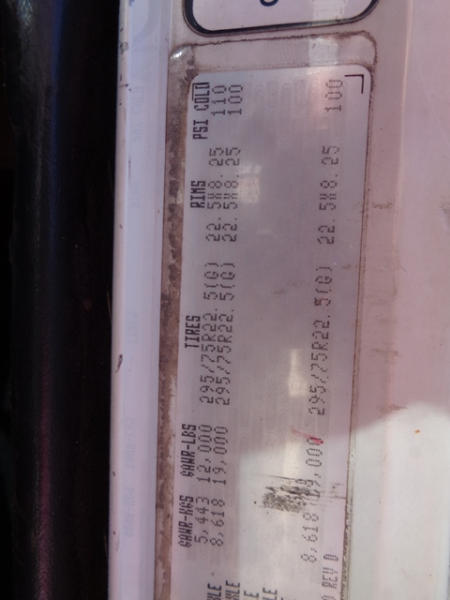 GAWR-KGS GAWR-LBS TIRES RIMS PSI COLD
5,443 12,000 295/75R22.5(G) 22.5X8.25 110
8,618 19,000 295/75R22.5(G) 22.5X8.25 100
8,618 19,000 295/75R22.5(G) 22.5X8.25 100
REV D